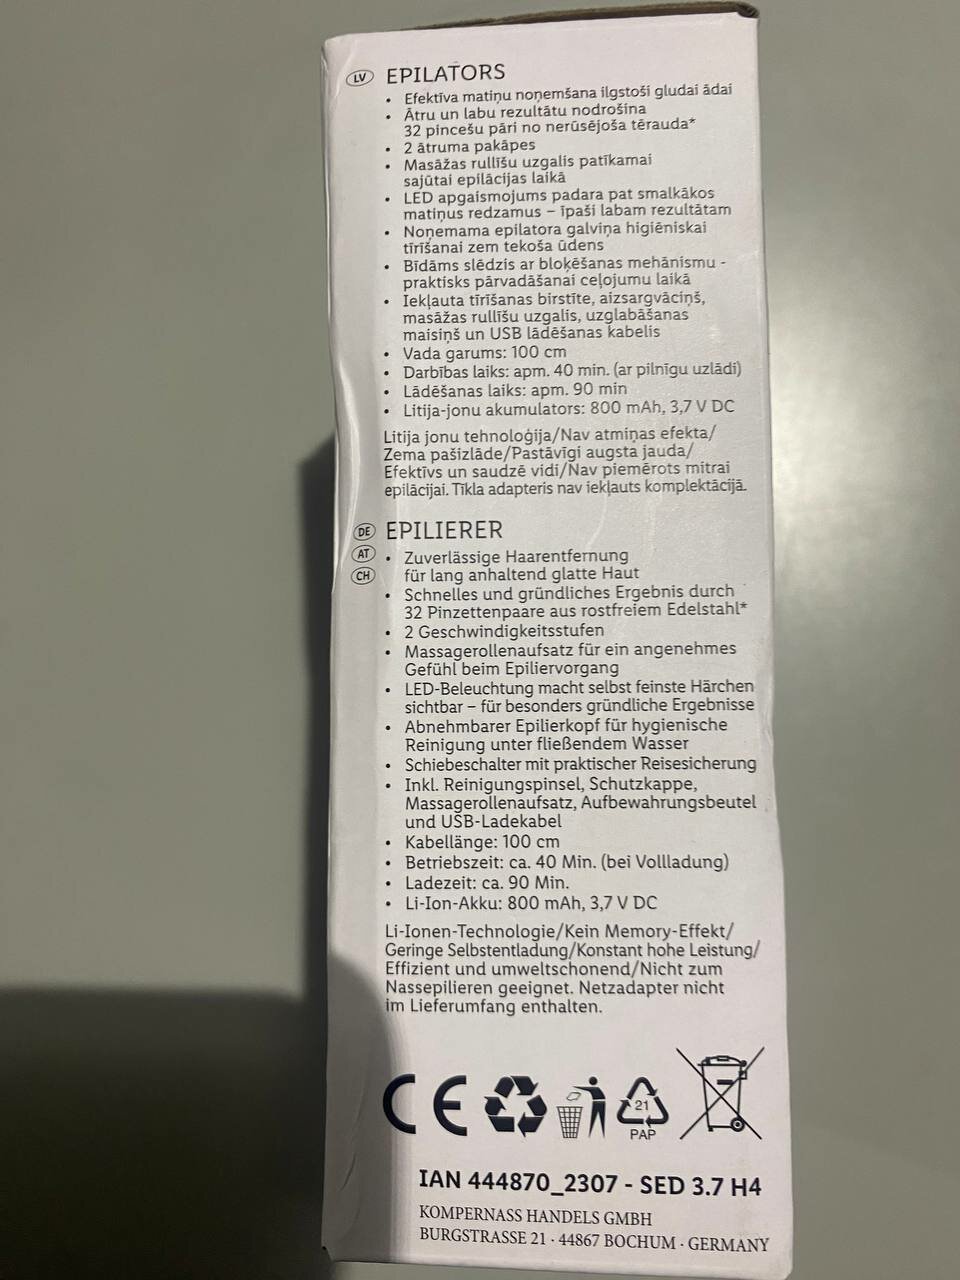 LV EPILATORS
• Efektīva matiņu noņemšana ilgstoši gludai ādai
• Ātru un labu rezultātu nodrošina
32 pincešu pāri no nerūsējoša tērauda*
• 2 ātruma pakāpes
• Masāžas rullīšu uzgalis patīkamai
sajūtai epilācijas laikā
• LED apgaismojums padara pat smalkākos
matiņus redzamus – īpaši labam rezultātam
• Noņemama epilatora galviņa higiēniskai
tīrīšanai zem tekoša ūdens
• Bīdāms slēdzis ar bloķēšanas mehānismu -
praktisks pārvadāšanai ceļojumu laikā
• Iekļauta tīrīšanas birstīte, aizsargvāciņš,
masāžas rullīšu uzgalis, uzglabāšanas
maisiņš un USB lādēšanas kabelis
• Vada garums: 100 cm
• Darbības laiks: apm. 40 min. (ar pilnīgu uzlādi)
• Lādēšanas laiks: apm. 90 min
• Litija-jonu akumulators: 800 mAh, 3,7 V DC
Litija jonu tehnoloģija/Nav atmiņas efekta/
Zema pašizlāde/Pastāvīgi augsta jauda/
Efektīvs un saudzē vidi/Nav piemērots mitrai
epilācijai. Tīkla adapteris nav iekļauts komplektācijā.
DE EPILIERER
AT • Zuverlässige Haarentfernung
CH für lang anhaltend glatte Haut
• Schnelles und gründliches Ergebnis durch
32 Pinzettenpaare aus rostfreiem Edelstahl*
• 2 Geschwindigkeitsstufen
• Massagerollenaufsatz für ein angenehmes
Gefühl beim Epiliervorgang
• LED-Beleuchtung macht selbst feinste Härchen
sichtbar – für besonders gründliche Ergebnisse
• Abnehmbarer Epilierkopf für hygienische
Reinigung unter fließendem Wasser
• Schiebeschalter mit praktischer Reisesicherung
• Inkl. Reinigungspinsel, Schutzkappe,
Massagerollenaufsatz, Aufbewahrungsbeutel
und USB-Ladekabel
• Kabellänge: 100 cm
• Betriebszeit: ca. 40 Min. (bei Vollladung)
• Ladezeit: ca. 90 Min.
• Li-Ion-Akku: 800 mAh, 3,7 V DC
Li-Ionen-Technologie/Kein Memory-Effekt/
Geringe Selbstentladung/Konstant hohe Leistung/
Effizient und umweltschonend/Nicht zum
Nassepilieren geeignet. Netzadapter nicht
im Lieferumfang enthalten.
CE 21
PAP
IAN 444870_2307 - SED 3.7 H4
KOMPERNASS HANDELS GMBH
BURGSTRASSE 21 · 44867 BOCHUM · GERMANY